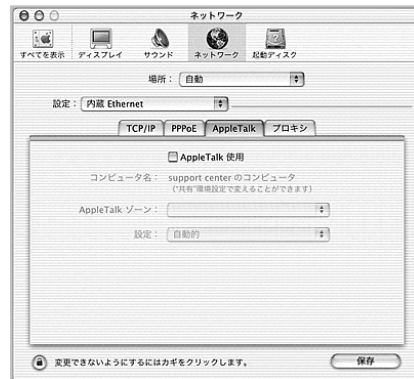 ネットワーク
すべてを表示 ディスプレイ サウンド ネットワーク 起動ディスク
場所： 自動
設定： 内蔵 Ethernet
TCP/IP PPPoE AppleTalk プロキシ
AppleTalk 使用
コンピュータ名： support center のコンピュータ
（"共有"環境設定で変えることができます）
AppleTalk ゾーン：
設定： 自動的
変更できないようにするにはカギをクリックします。 保存